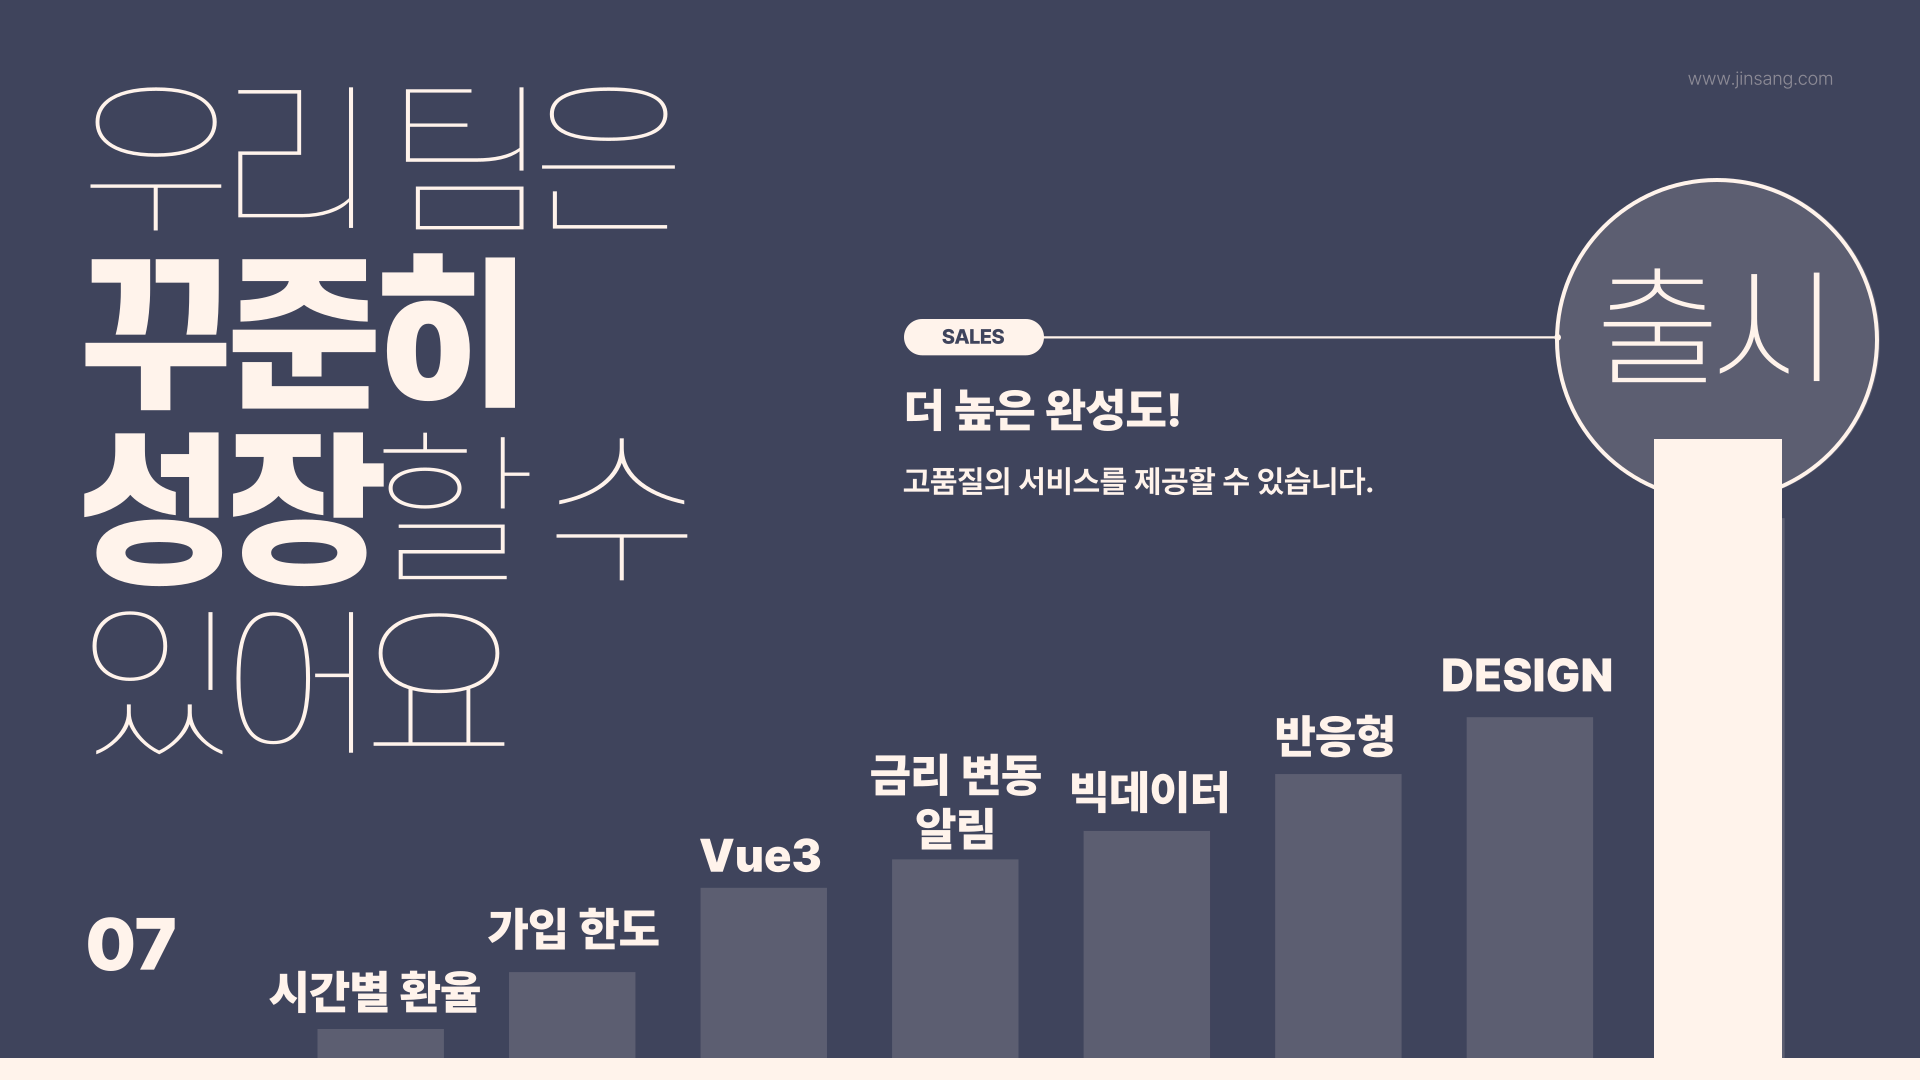 www.jinsang.com
우리 팀은
꾸준히
성장할 수
있어요
출시
SALES
더 높은 완성도!
고품질의 서비스를 제공할 수 있습니다.
07
시간별 환율
가입 한도
Vue3
금리 변동
알림
빅데이터
반응형
DESIGN